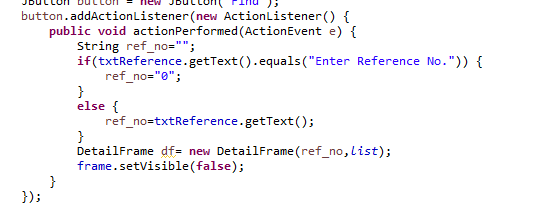 JButton button = new JButton("Find");
button.addActionListener(new ActionListener() {
    public void actionPerformed(ActionEvent e) {
        String ref_no="";
        if(txtReference.getText().equals("Enter Reference No.")) {
            ref_no="0";
        }
        else {
            ref_no=txtReference.getText();
        }
        DetailFrame df= new DetailFrame(ref_no,list);
        frame.setVisible(false);
    }
});